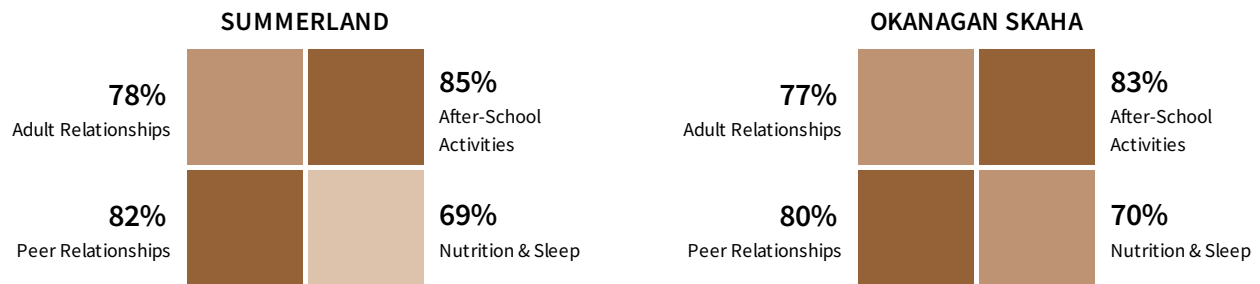 SUMMERLAND
78%
Adult Relationships
85%
After-School
Activities
82%
Peer Relationships
69%
Nutrition & Sleep
OKANAGAN SKAHA
77%
Adult Relationships
83%
After-School
Activities
80%
Peer Relationships
70%
Nutrition & Sleep